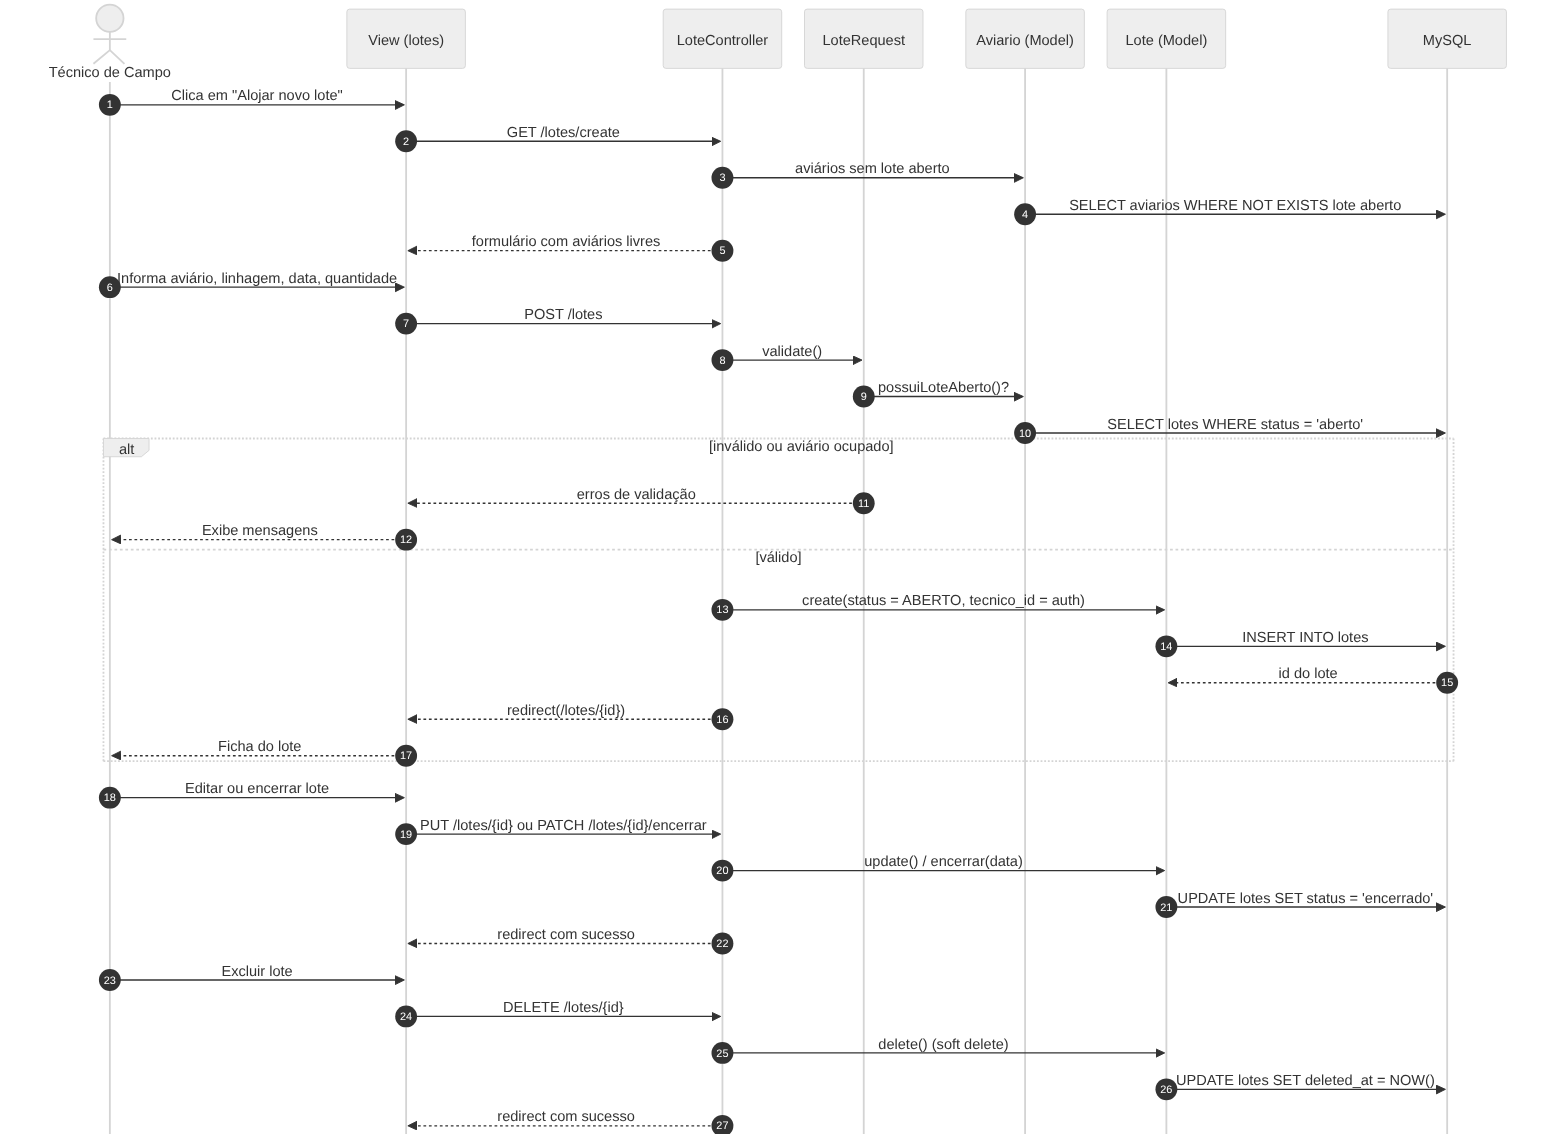 Técnico de Campo
View (lotes)
LoteController
LoteRequest
Aviario (Model)
Lote (Model)
MySQL
1 Clica em "Alojar novo lote"
2 GET /lotes/create
3 aviários sem lote aberto
4 SELECT aviarios WHERE NOT EXISTS lote aberto
formulário com aviários livres 5
6 Informa aviário, linhagem, data, quantidade
7 POST /lotes
8 validate()
9 possuiLoteAberto()?
10 SELECT lotes WHERE status = 'aberto'
alt [inválido ou aviário ocupado]
erros de validação 11
Exibe mensagens 12
[válido]
13 create(status = ABERTO, tecnico_id = auth)
14 INSERT INTO lotes
id do lote 15
redirect(/lotes/{id}) 16
Ficha do lote 17
18 Editar ou encerrar lote
19 PUT /lotes/{id} ou PATCH /lotes/{id}/encerrar
20 update() / encerrar(data)
21 UPDATE lotes SET status = 'encerrado'
redirect com sucesso 22
23 Excluir lote
24 DELETE /lotes/{id}
25 delete() (soft delete)
26 UPDATE lotes SET deleted_at = NOW()
redirect com sucesso 27